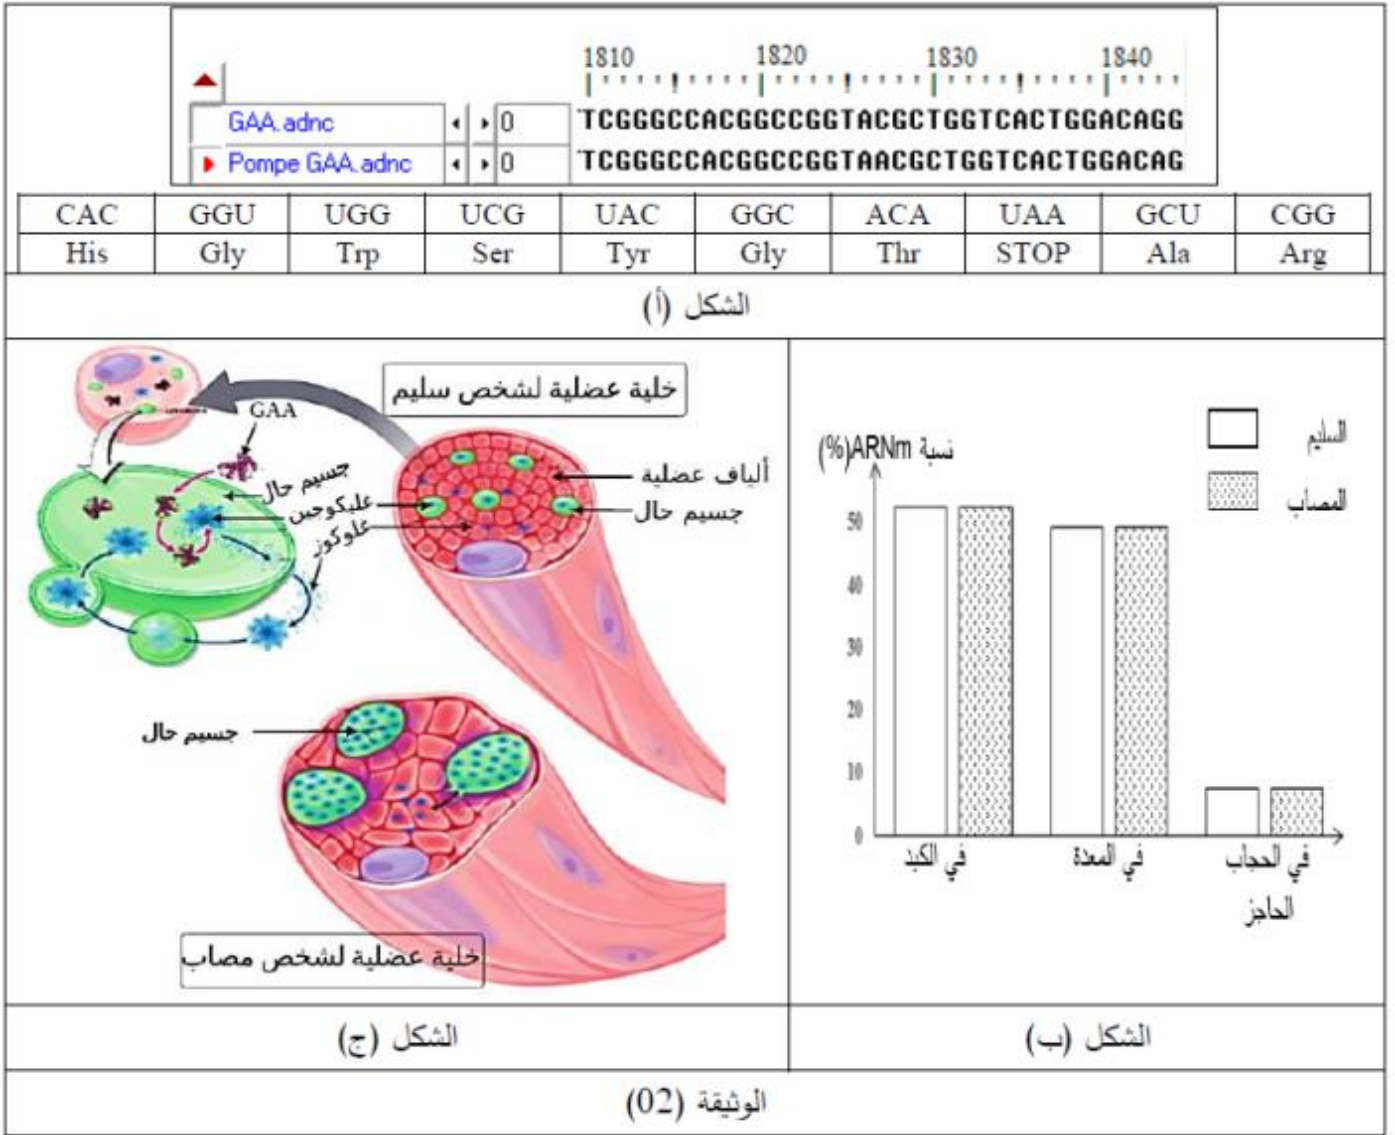 1810 1820 1830 1840
GAA.adnc 0 TCGGGCCACGGCCGGTACGCTGGTCACTGGACAGG
Pompe GAA.adnc 0 TCGGGCCACGGCCGGTAACGCTGGTCACTGGACAG
CAC GGU UGG UCG UAC GGC ACA UAA GCU CGG
His Gly Trp Ser Tyr Gly Thr STOP Ala Arg
الشكل (أ)
السليم
المصاب
نسبة ARNm(%)
50
40
30
20
10
0
في الكبد
في المعدة
في الحجاب
الحاجز
الشكل (ب)
خلية عضلية لشخص سليم
GAA
جسيم حال
غليكوجين
غلوكوز
ألياف عضلية
جسيم حال
جسيم حال
خلية عضلية لشخص مصاب
الشكل (ج)
الوثيقة (02)